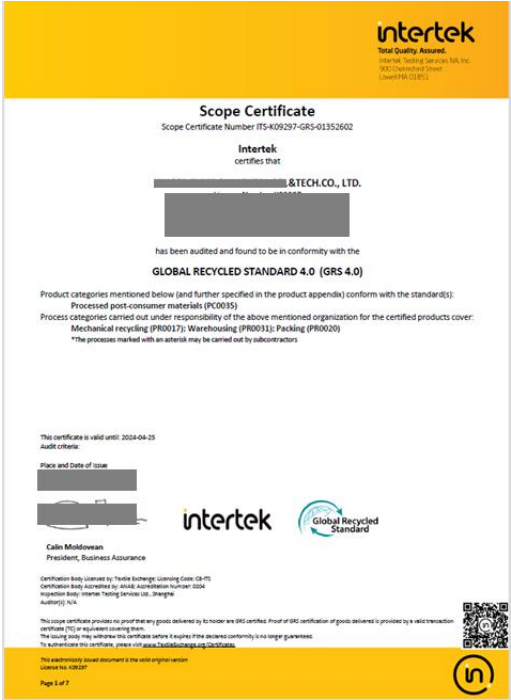 intertek
Total Quality. Assured.
Intertek Testing Services NA, Inc.
900 Chelmsford Street
Lowell MA 01851
Scope Certificate
Scope Certificate Number ITS-K09297-GRS-01352602
Intertek
certifies that
&TECH.CO., LTD.
has been audited and found to be in conformity with the
GLOBAL RECYCLED STANDARD 4.0 (GRS 4.0)
Product categories mentioned below (and further specified in the product appendix) conform with the standard(s):
Processed post-consumer materials (PC0035)
Process categories carried out under responsibility of the above mentioned organization for the certified products cover:
Mechanical recycling (PR0017); Warehousing (PR0031); Packing (PR0020)
*The processes marked with an asterisk may be carried out by subcontractors
This certificate is valid until: 2024-04-25
Audit criteria:
Place and Date of Issue
intertek
Global Recycled
Standard
Calin Moldovean
President, Business Assurance
Certification Body Licensed by: Textile Exchange; Licensing Code: CB-ITS
Certification Body Accredited by: ANAB; Accreditation Number: 0204
Inspection Body: Intertek Testing Services Ltd., Shanghai
Auditor(s): N/A
This scope certificate provides no proof that any goods delivered by its holder are GRS certified. Proof of GRS certification of goods delivered is provided by a valid transaction
certificate (TC) or equivalent covering them.
The issuing body may withdraw this certificate before it expires if the declared conformity is no longer guaranteed.
To authenticate this certificate, please visit www.TextileExchange.org/Certificates.
This electronically issued document is the valid original version
License No. K09297
Page 1 of 7
in